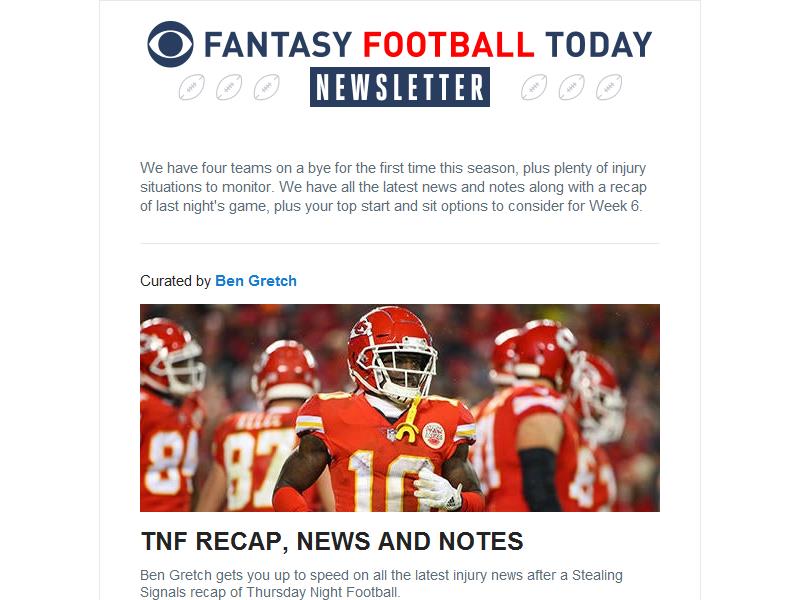 FANTASY FOOTBALL TODAY
NEWSLETTER
We have four teams on a bye for the first time this season, plus plenty of injury
situations to monitor. We have all the latest news and notes along with a recap
of last night's game, plus your top start and sit options to consider for Week 6.
Curated by Ben Gretch
87
10
TNF RECAP, NEWS AND NOTES
Ben Gretch gets you up to speed on all the latest injury news after a Stealing
Signals recap of Thursday Night Football.